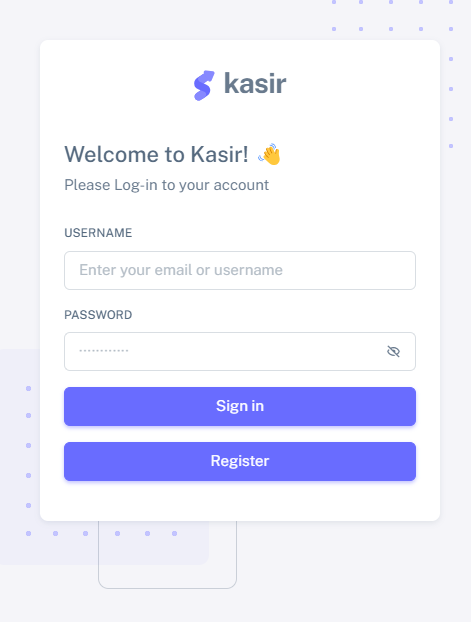 kasir
Welcome to Kasir! 👋
Please Log-in to your account
USERNAME
Enter your email or username
PASSWORD
············
Sign in
Register